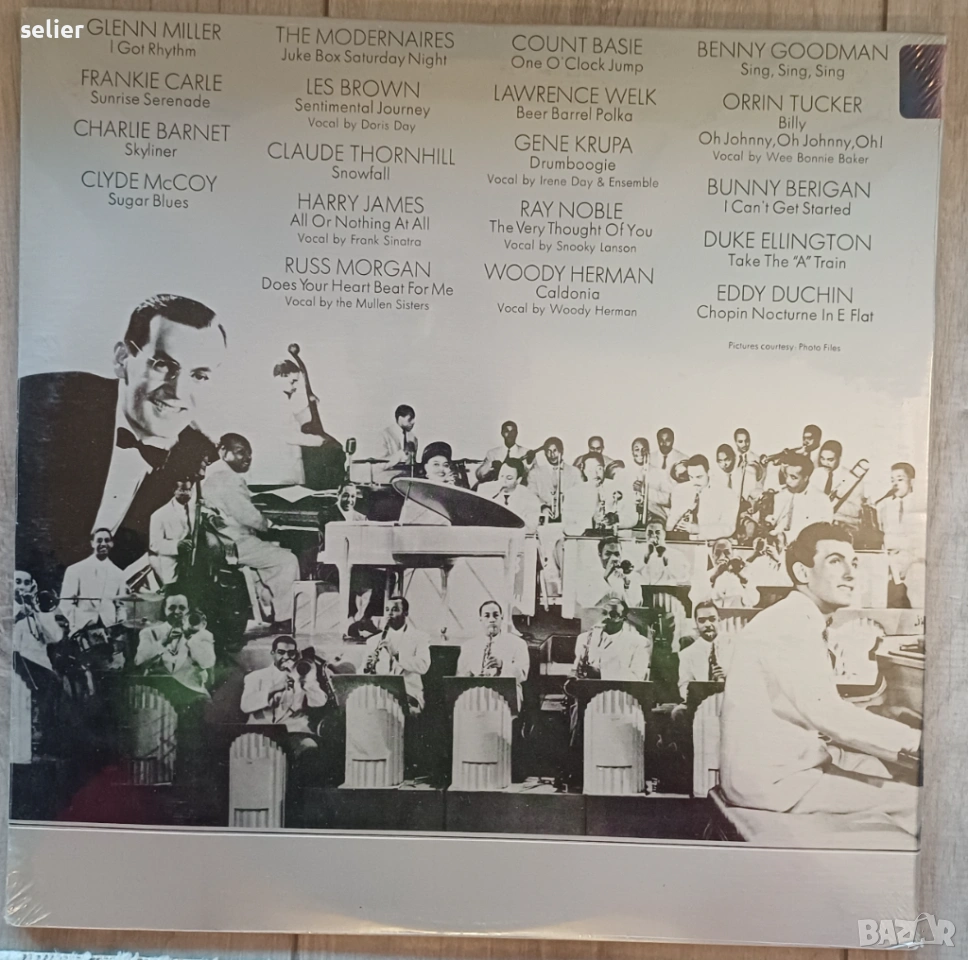 selier
GLENN MILLER
I Got Rhythm
FRANKIE CARLE
Sunrise Serenade
CHARLIE BARNET
Skyliner
CLYDE McCOY
Sugar Blues
THE MODERNAIRES
Juke Box Saturday Night
LES BROWN
Sentimental Journey
Vocal by Doris Day
CLAUDE THORNHILL
Snowfall
HARRY JAMES
All Or Nothing At All
Vocal by Frank Sinatra
RUSS MORGAN
Does Your Heart Beat For Me
Vocal by the Mullen Sisters
COUNT BASIE
One O'Clock Jump
LAWRENCE WELK
Beer Barrel Polka
GENE KRUPA
Drumboogie
Vocal by Irene Day & Ensemble
RAY NOBLE
The Very Thought Of You
Vocal by Snooky Lanson
WOODY HERMAN
Caldonia
Vocal by Woody Herman
BENNY GOODMAN
Sing, Sing, Sing
ORRIN TUCKER
Billy
Oh Johnny, Oh Johnny, Oh!
Vocal by Wee Bonnie Baker
BUNNY BERIGAN
I Can't Get Started
DUKE ELLINGTON
Take The "A" Train
EDDY DUCHIN
Chopin Nocturne In E Flat
Pictures courtesy: Photo Files
BAZAR